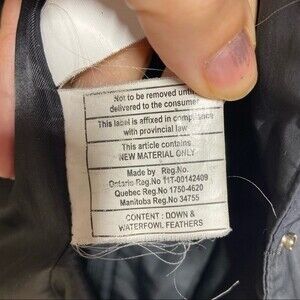 Not to be removed until
delivered to the consumer
This label is affixed in compliance
with provincial law
This article contains
NEW MATERIAL ONLY
Made by Reg.No.
Ontario Reg.No 11T-00142409
Quebec Reg.No 1750-4620
Manitoba Reg.No 34755
CONTENT : DOWN &
WATERFOWL FEATHERS